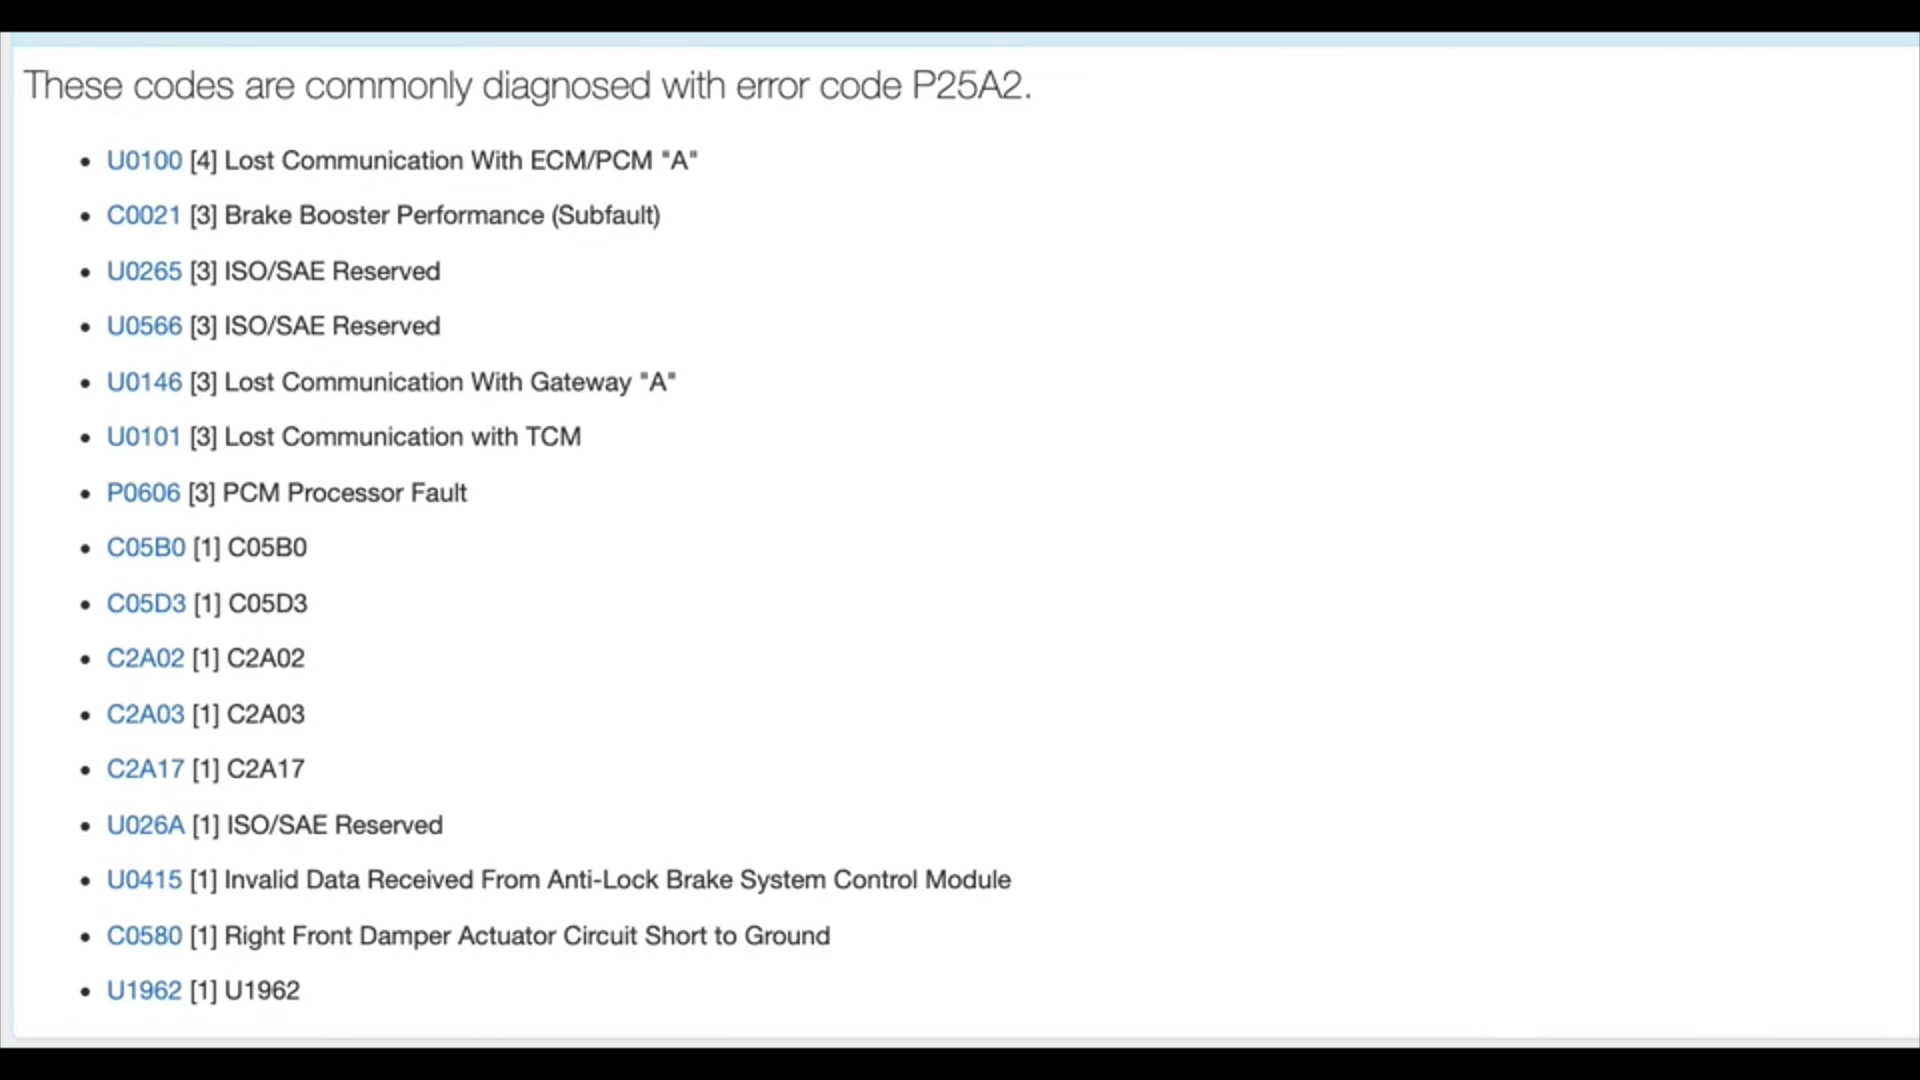 These codes are commonly diagnosed with error code P25A2.
• U0100 [4] Lost Communication With ECM/PCM "A"
• C0021 [3] Brake Booster Performance (Subfault)
• U0265 [3] ISO/SAE Reserved
• U0566 [3] ISO/SAE Reserved
• U0146 [3] Lost Communication With Gateway "A"
• U0101 [3] Lost Communication with TCM
• P0606 [3] PCM Processor Fault
• C05B0 [1] C05B0
• C05D3 [1] C05D3
• C2A02 [1] C2A02
• C2A03 [1] C2A03
• C2A17 [1] C2A17
• U026A [1] ISO/SAE Reserved
• U0415 [1] Invalid Data Received From Anti-Lock Brake System Control Module
• C0580 [1] Right Front Damper Actuator Circuit Short to Ground
• U1962 [1] U1962